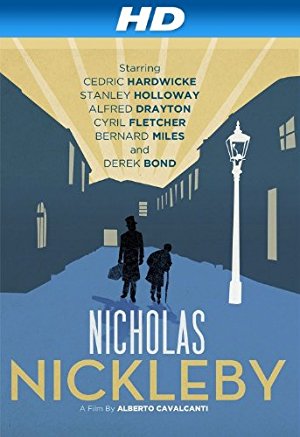 HD
Starring
CEDRIC HARDWICKE
STANLEY HOLLOWAY
ALFRED DRAYTON
CYRIL FLETCHER
BERNARD MILES
and
DEREK BOND
NICHOLAS
NICKLEBY
A Film By ALBERTO CAVALCANTI